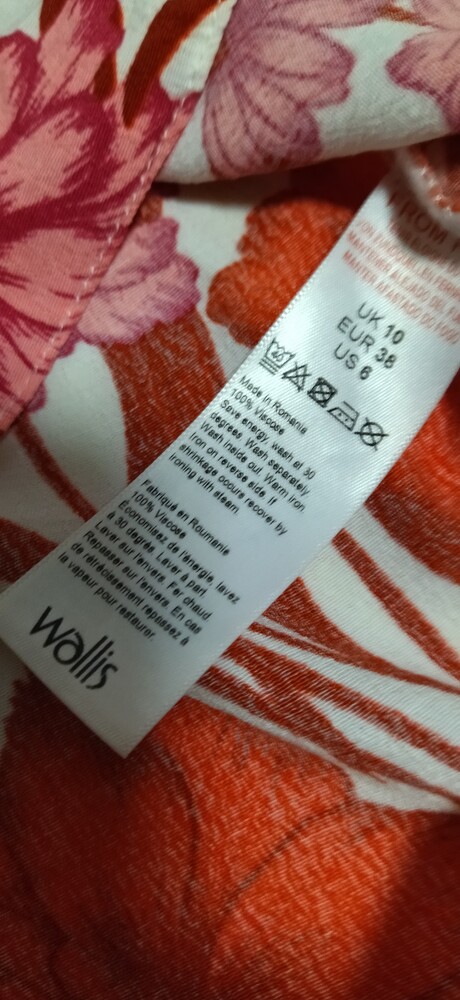 UK 10
EUR 38
US 6
40
Made in Romania
100% Viscose
Save energy, wash at 30
degrees. Wash separately
Wash inside out. Warm iron.
Iron on reverse side. If
shrinkage occurs recover by
ironing with steam
Fabriqué en Roumanie
100% Viscose
Economisez de l'énergie, lavez
à 30 degrés. Laver à part.
Laver sur l'envers. Fer chaud
Repasser sur l'envers. En cas
de rétrécissement repassez à
la vapeur pour restaurer.
wallis